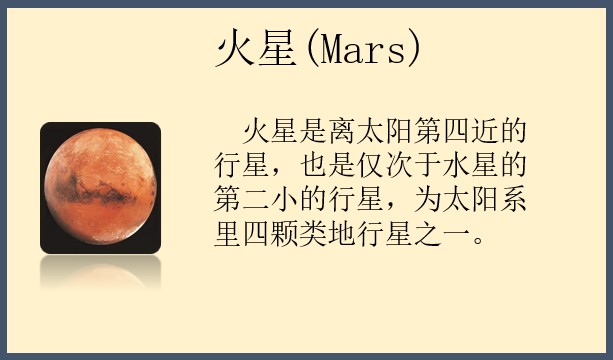 火星(Mars)
火星是离太阳第四近的
行星，也是仅次于水星的
第二小的行星，为太阳系
里四颗类地行星之一。